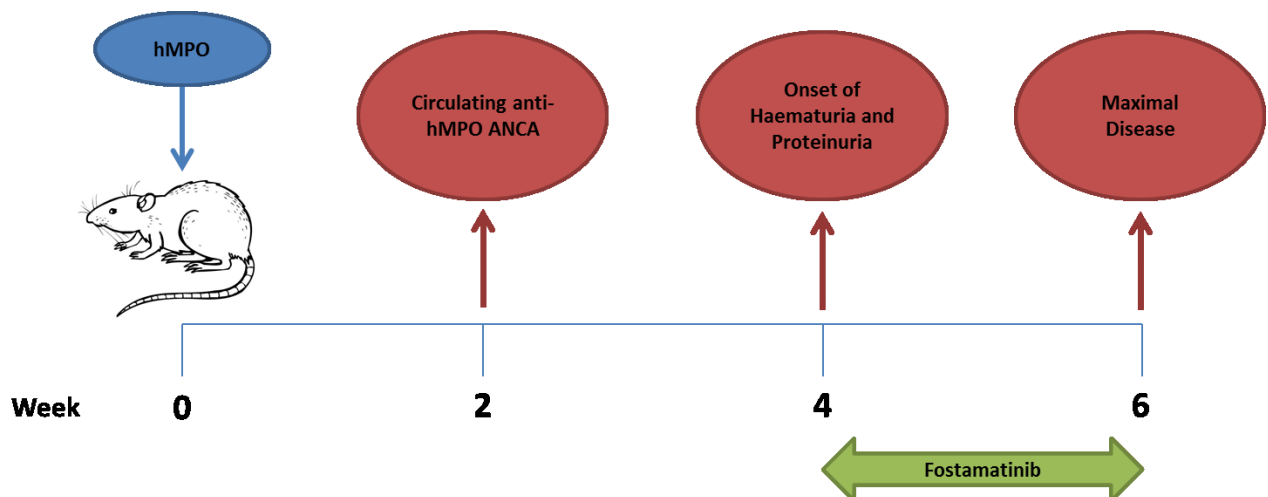 hMPO
Circulating anti-
hMPO ANCA
Onset of
Haematuria and
Proteinuria
Maximal
Disease
Week 0 2 4 6
Fostamatinib